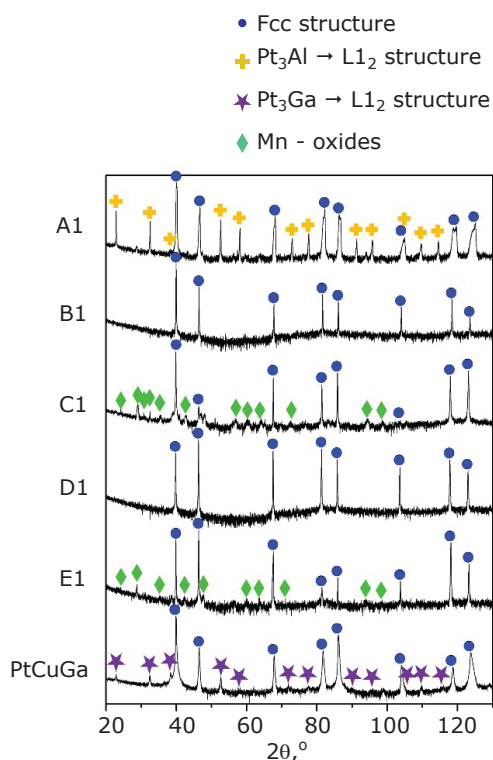 Fcc structure
Pt₃Al → L1₂ structure
Pt₃Ga → L1₂ structure
Mn - oxides
A1
B1
C1
D1
E1
PtCuGa
20 40 60 80 100 120
2θ,°